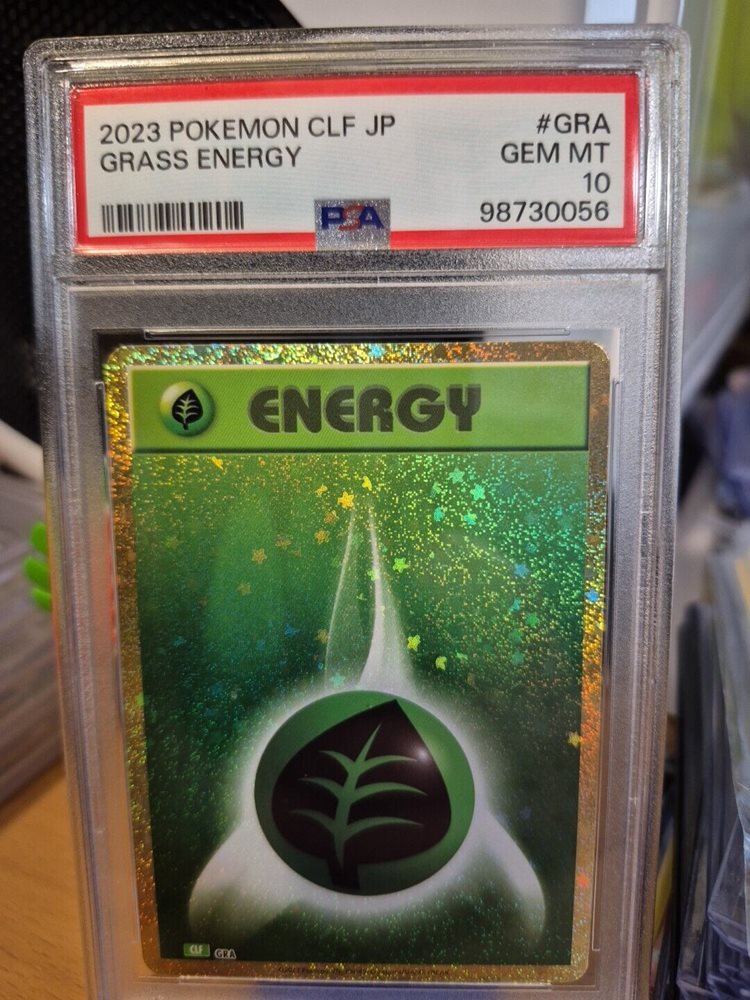 2023 POKEMON CLF JP
GRASS ENERGY
#GRA
GEM MT
10
98730056
PSA
ENERGY
CLF
GRA